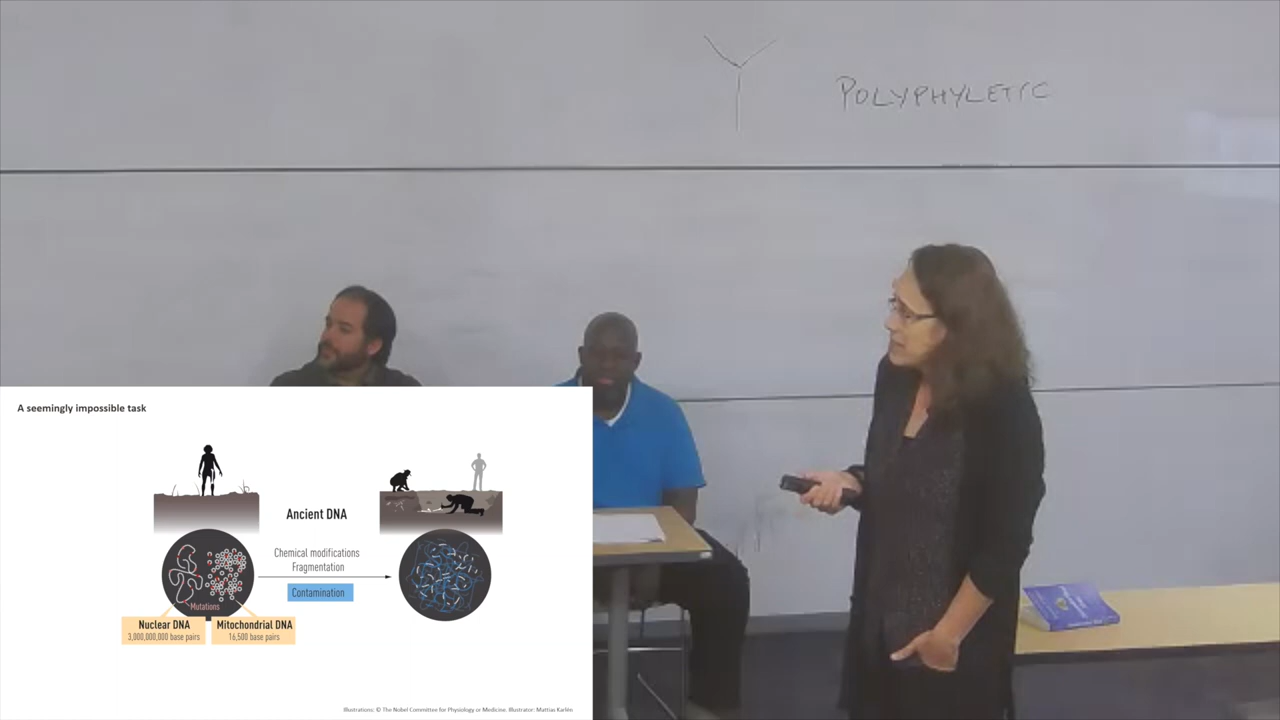 POLYPHYLETIC
A seemingly impossible task
Ancient DNA
Chemical modifications
Fragmentation
Contamination
Mutations
Nuclear DNA
3,000,000,000 base pairs
Mitochondrial DNA
16,500 base pairs
Illustrations: © The Nobel Committee for Physiology or Medicine. Illustrator: Mattias Karlén